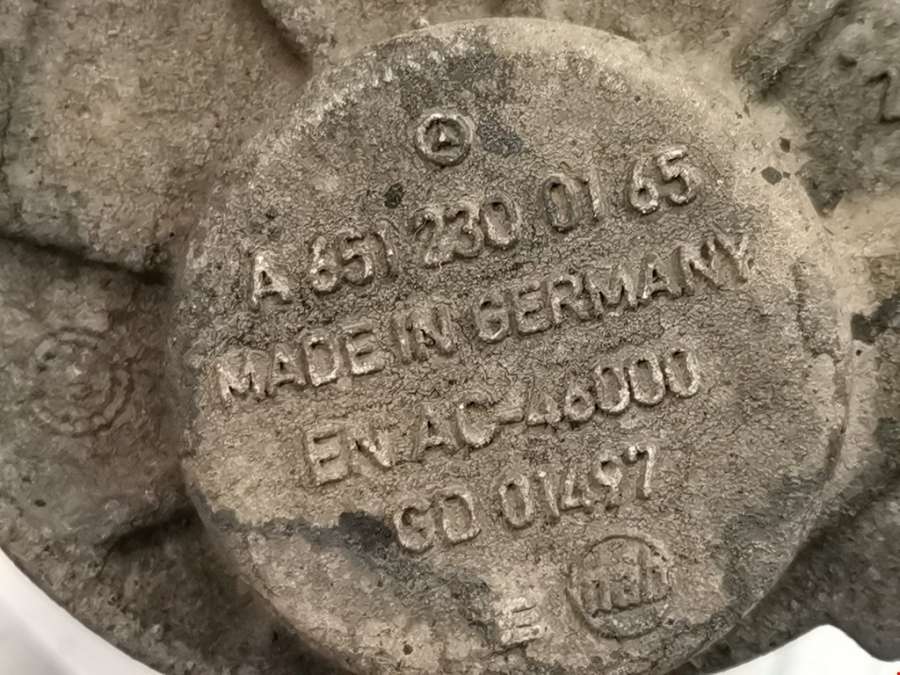 A 651 230 01 65
MADE IN GERMANY
EN AC-46000
GD 01497